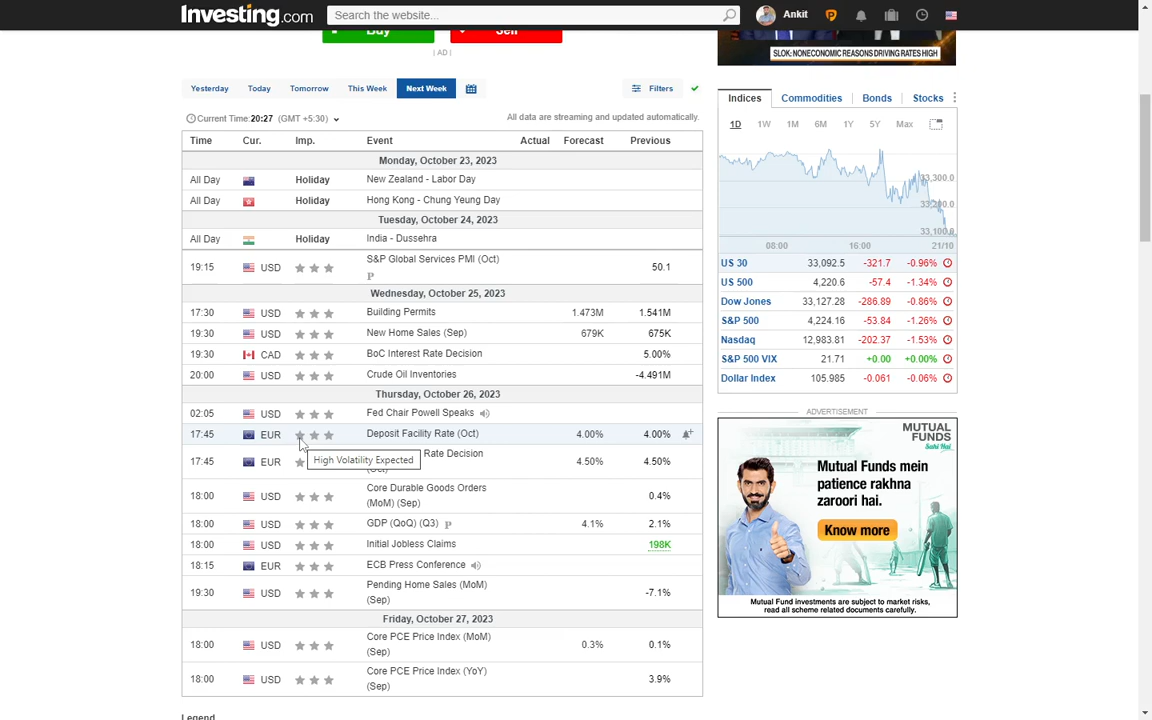 Investing.com
Search the website...
Ankit
SLOK: NONECONOMIC REASONS DRIVING RATES HIGH
| AD |
Yesterday Today Tomorrow This Week Next Week Filters
Current Time: 20:27 (GMT +5:30)
All data are streaming and updated automatically.
Time Cur. Imp. Event Actual Forecast Previous
Monday, October 23, 2023
All Day Holiday New Zealand - Labor Day
All Day Holiday Hong Kong - Chung Yeung Day
Tuesday, October 24, 2023
All Day Holiday India - Dussehra
19:15 USD S&P Global Services PMI (Oct) 50.1
P
Wednesday, October 25, 2023
17:30 USD Building Permits 1.473M 1.541M
19:30 USD New Home Sales (Sep) 679K 675K
19:30 CAD BoC Interest Rate Decision 5.00%
20:00 USD Crude Oil Inventories -4.491M
Thursday, October 26, 2023
02:05 USD Fed Chair Powell Speaks
17:45 EUR Deposit Facility Rate (Oct) 4.00% 4.00%
17:45 EUR Rate Decision 4.50% 4.50%
High Volatility Expected
18:00 USD Core Durable Goods Orders
(MoM) (Sep) 0.4%
18:00 USD GDP (QoQ) (Q3) P 4.1% 2.1%
18:00 USD Initial Jobless Claims 198K
18:15 EUR ECB Press Conference
19:30 USD Pending Home Sales (MoM)
(Sep) -7.1%
Friday, October 27, 2023
18:00 USD Core PCE Price Index (MoM)
(Sep) 0.3% 0.1%
18:00 USD Core PCE Price Index (YoY)
(Sep) 3.9%
Legend
Indices Commodities Bonds Stocks
1D 1W 1M 6M 1Y 5Y Max
33,300.0
33,200.0
33,100.0
08:00 16:00 21/10
US 30 33,092.5 -321.7 -0.96%
US 500 4,220.6 -57.4 -1.34%
Dow Jones 33,127.28 -286.89 -0.86%
S&P 500 4,224.16 -53.84 -1.26%
Nasdaq 12,983.81 -202.37 -1.53%
S&P 500 VIX 21.71 +0.00 +0.00%
Dollar Index 105.985 -0.061 -0.06%
ADVERTISEMENT
MUTUAL
FUNDS
Sahi Hai
Mutual Funds mein
patience rakhna
zaroori hai.
Know more
Mutual Fund investments are subject to market risks,
read all scheme related documents carefully.